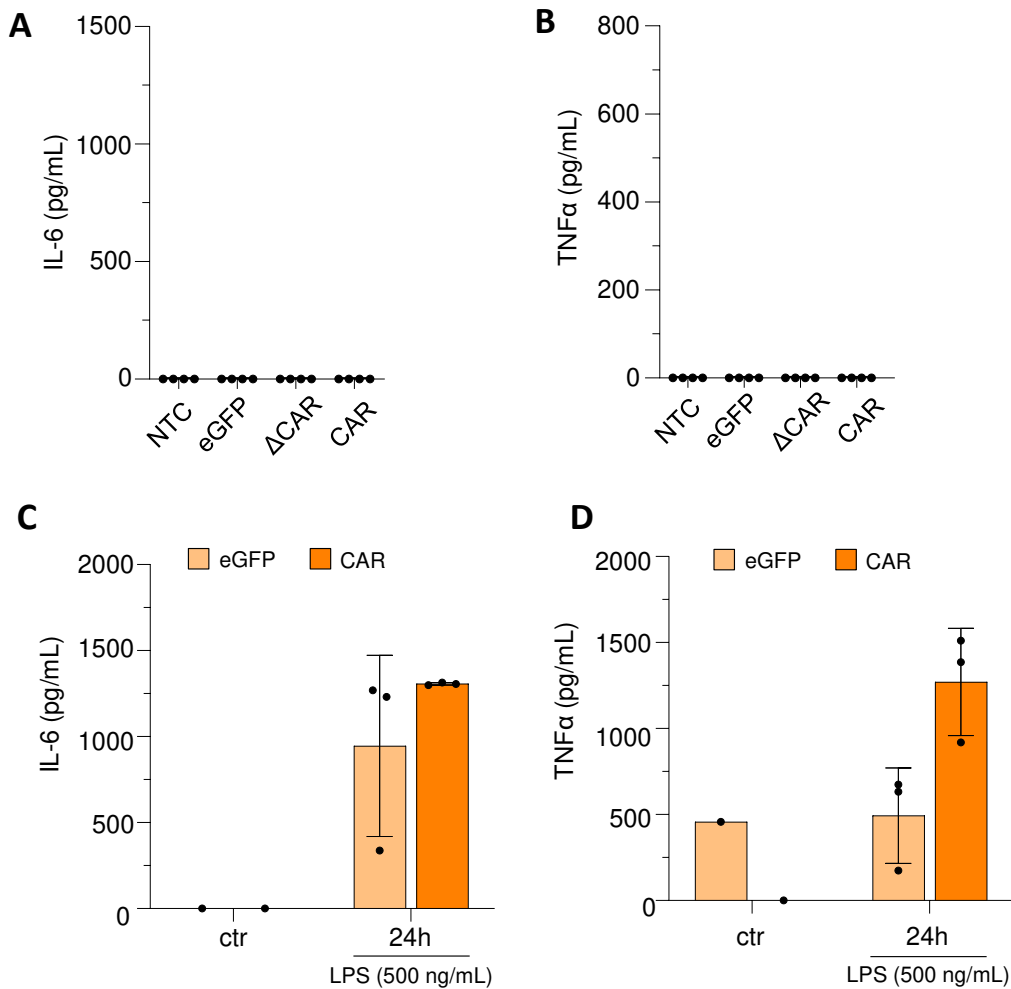 A
IL-6 (pg/mL)
1500
1000
500
0
NTC
eGFP
ΔCAR
CAR
B
TNFα (pg/mL)
800
600
400
200
0
NTC
eGFP
ΔCAR
CAR
C
eGFP
CAR
IL-6 (pg/mL)
2000
1500
1000
500
0
ctr
24h
LPS (500 ng/mL)
D
eGFP
CAR
TNFα (pg/mL)
2000
1500
1000
500
0
ctr
24h
LPS (500 ng/mL)